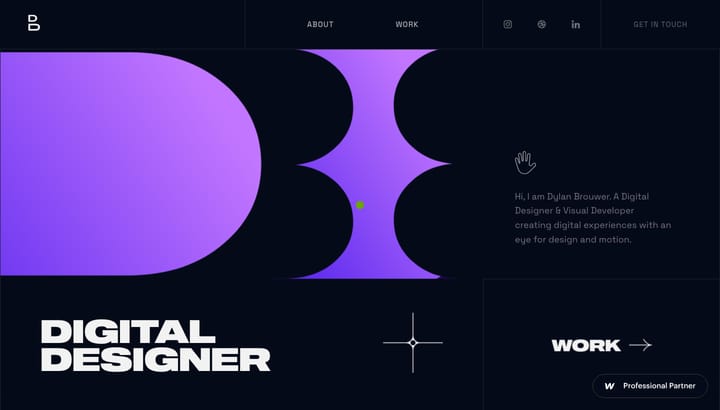 ABOUT
WORK
GET IN TOUCH
Hi, I am Dylan Brouwer. A Digital
Designer & Visual Developer
creating digital experiences with an
eye for design and motion.
DIGITAL
DESIGNER
WORK
Professional Partner